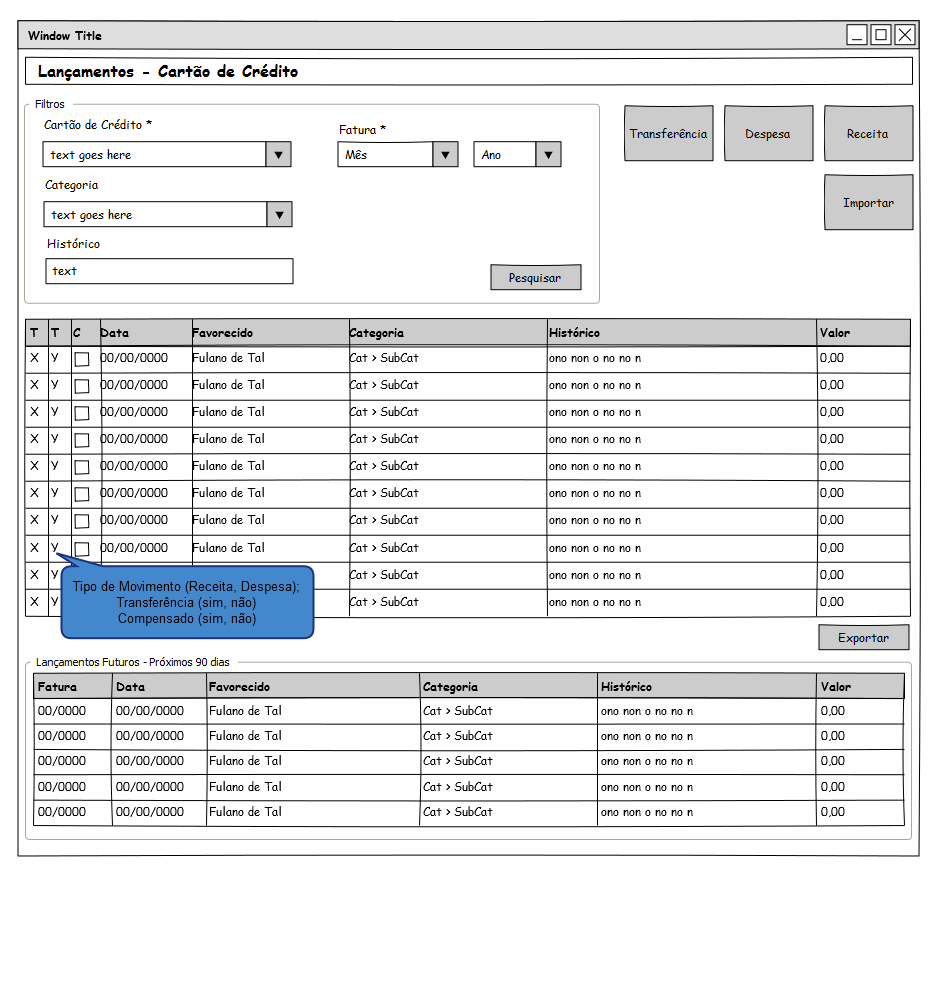 Window Title
Lançamentos - Cartão de Crédito
Filtros
Cartão de Crédito *
Fatura *
text goes here
Mês
Ano
Categoria
text goes here
Histórico
text
Pesquisar
Transferência Despesa Receita
Importar
T T C Data Favorecido Categoria Histórico Valor
X Y 00/00/0000 Fulano de Tal Cat > SubCat ono non o no no n 0,00
X Y 00/00/0000 Fulano de Tal Cat > SubCat ono non o no no n 0,00
X Y 00/00/0000 Fulano de Tal Cat > SubCat ono non o no no n 0,00
X Y 00/00/0000 Fulano de Tal Cat > SubCat ono non o no no n 0,00
X Y 00/00/0000 Fulano de Tal Cat > SubCat ono non o no no n 0,00
X Y 00/00/0000 Fulano de Tal Cat > SubCat ono non o no no n 0,00
X Y 00/00/0000 Fulano de Tal Cat > SubCat ono non o no no n 0,00
X Y 00/00/0000 Fulano de Tal Cat > SubCat ono non o no no n 0,00
X Y Cat > SubCat ono non o no no n 0,00
X Y Cat > SubCat ono non o no no n 0,00
Tipo de Movimento (Receita, Despesa);
Transferência (sim, não)
Compensado (sim, não)
Exportar
Lançamentos Futuros - Próximos 90 dias
Fatura Data Favorecido Categoria Histórico Valor
00/0000 00/00/0000 Fulano de Tal Cat > SubCat ono non o no no n 0,00
00/0000 00/00/0000 Fulano de Tal Cat > SubCat ono non o no no n 0,00
00/0000 00/00/0000 Fulano de Tal Cat > SubCat ono non o no no n 0,00
00/0000 00/00/0000 Fulano de Tal Cat > SubCat ono non o no no n 0,00
00/0000 00/00/0000 Fulano de Tal Cat > SubCat ono non o no no n 0,00